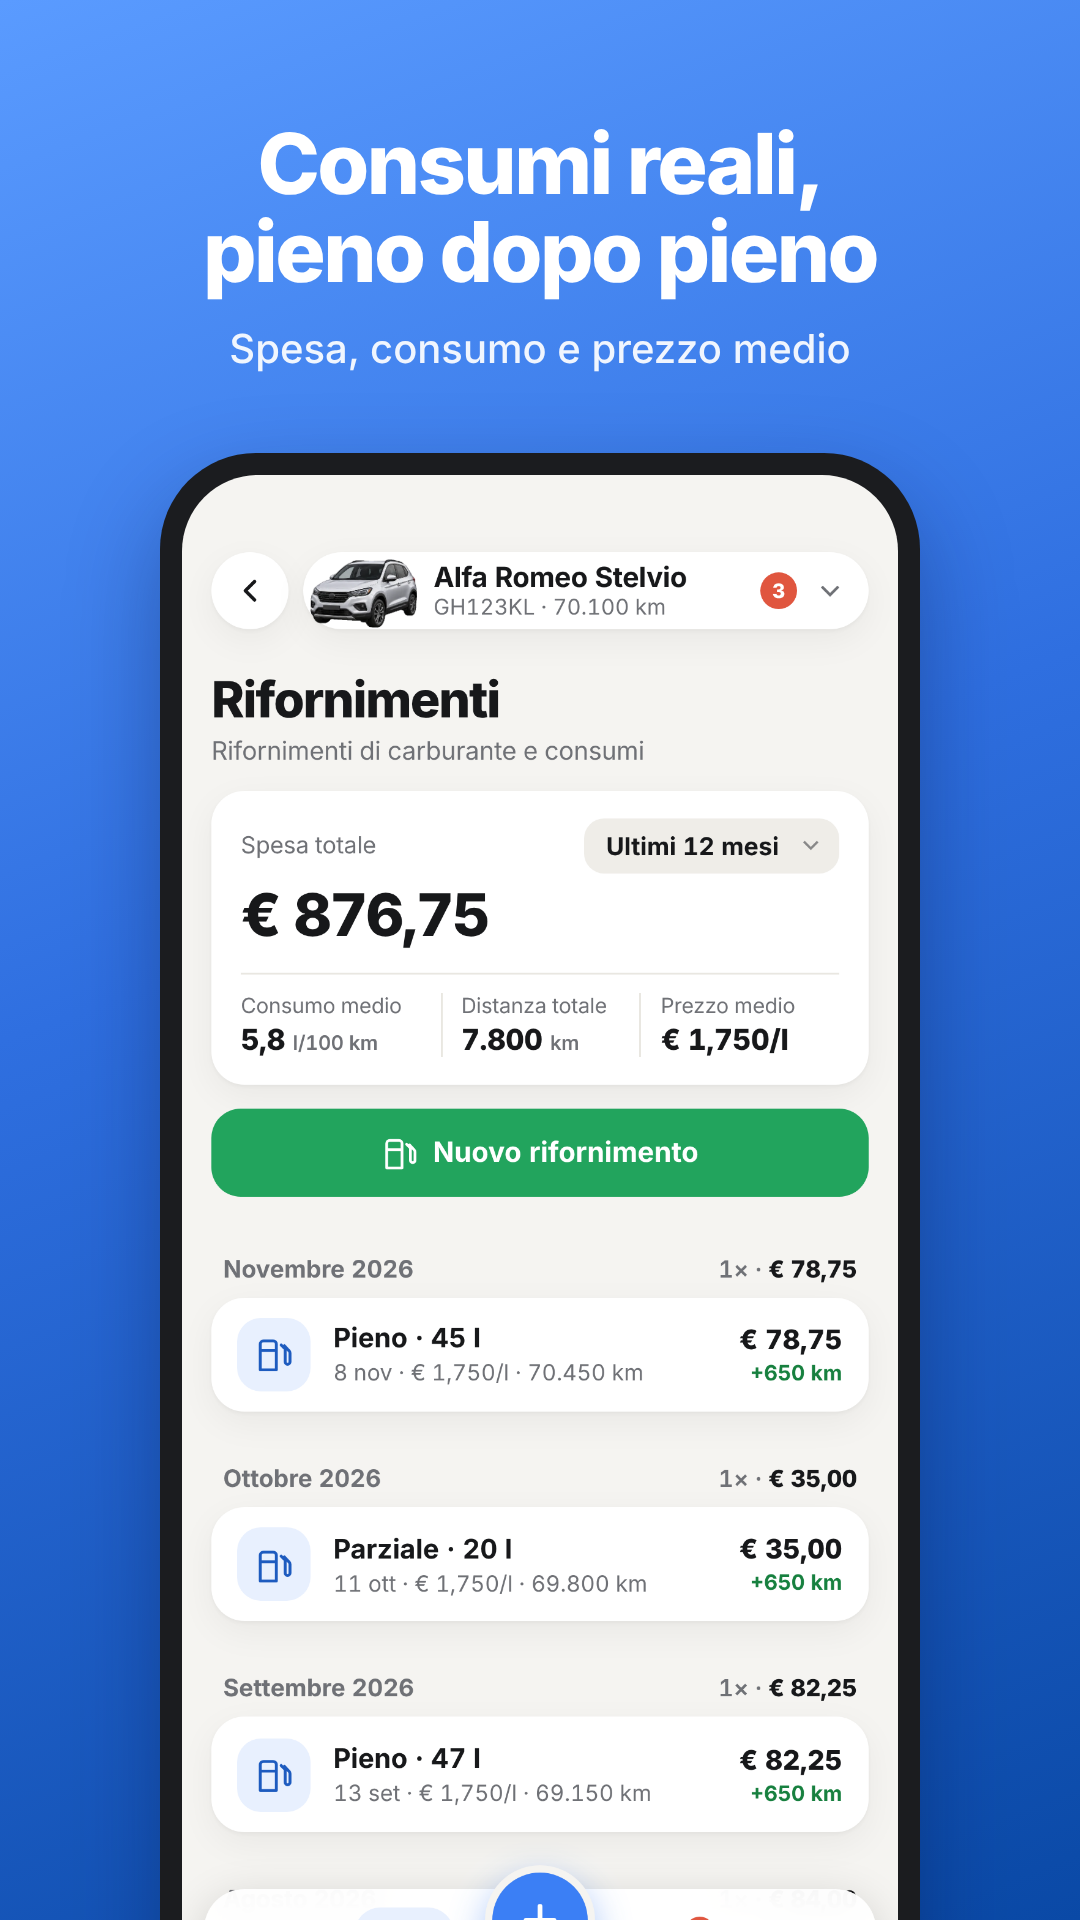 Consumi reali,
pieno dopo pieno
Spesa, consumo e prezzo medio
Alfa Romeo Stelvio
GH123KL · 70.100 km
3
Rifornimenti
Rifornimenti di carburante e consumi
Spesa totale
Ultimi 12 mesi
€ 876,75
Consumo medio
5,8 l/100 km
Distanza totale
7.800 km
Prezzo medio
€ 1,750/l
Nuovo rifornimento
Novembre 2026
1× · € 78,75
Pieno · 45 l
€ 78,75
8 nov · € 1,750/l · 70.450 km
+650 km
Ottobre 2026
1× · € 35,00
Parziale · 20 l
€ 35,00
11 ott · € 1,750/l · 69.800 km
+650 km
Settembre 2026
1× · € 82,25
Pieno · 47 l
€ 82,25
13 set · € 1,750/l · 69.150 km
+650 km
Agosto 2026
€ 84,00